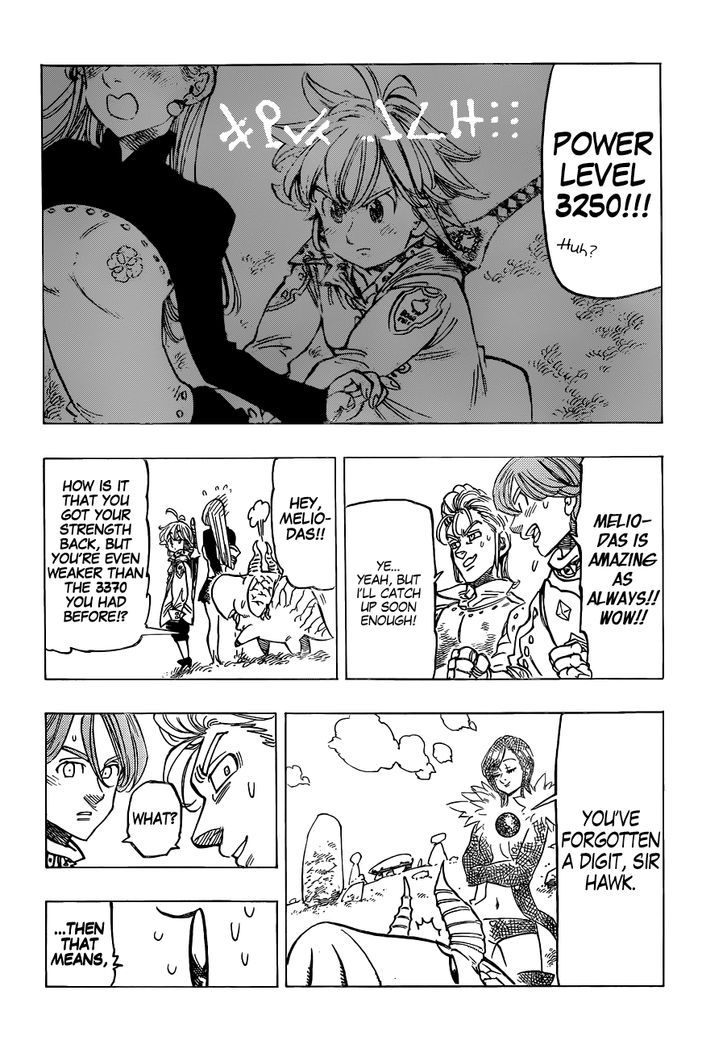 POWER
LEVEL
3250!!!
Huh?
MELIO-
DAS IS
AMAZING
AS
ALWAYS!!
WOW!!
YE...
YEAH, BUT
I'LL CATCH
UP SOON
ENOUGH!
HEY,
MELIO-
DAS!!
HOW IS IT
THAT YOU
GOT YOUR
STRENGTH
BACK, BUT
YOU'RE EVEN
WEAKER THAN
THE 3370
YOU HAD
BEFORE!?
YOU'VE
FORGOTTEN
A DIGIT, SIR
HAWK.
WHAT?
...THEN
THAT
MEANS,